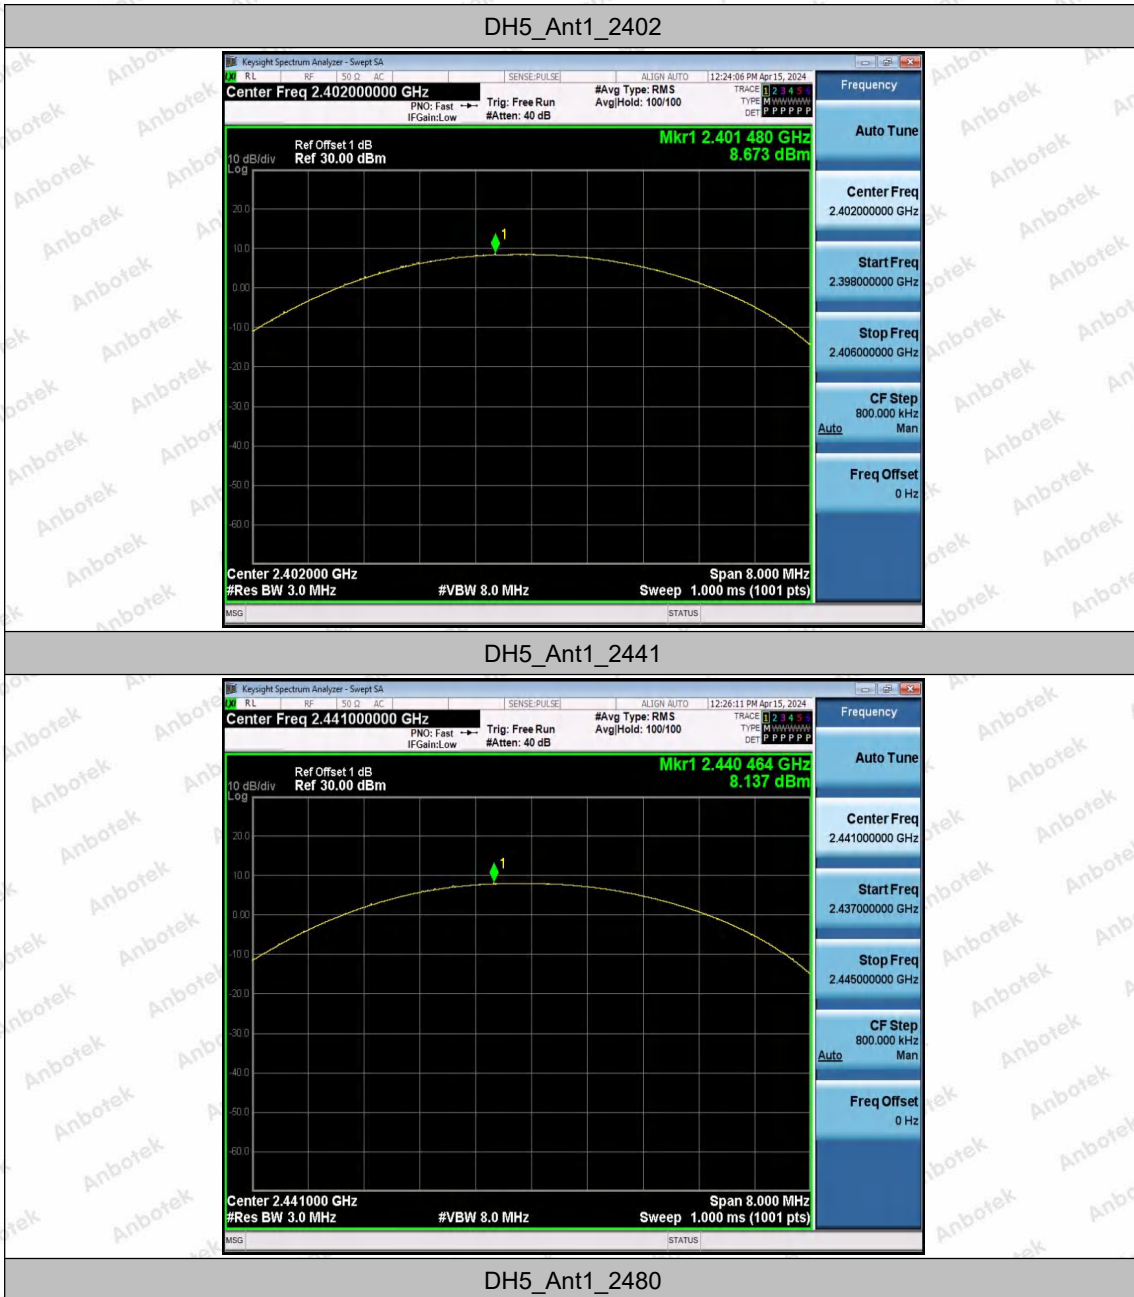 DH5_Ant1_2402
Keysight Spectrum Analyzer - Swept SA
LXI RL RF 50 Ω AC SENSE:PULSE ALIGN AUTO 12:24:06 PM Apr 15, 2024
Center Freq 2.402000000 GHz
PNO: Fast
IFGain:Low
Trig: Free Run
#Atten: 40 dB
#Avg Type: RMS
Avg|Hold: 100/100
TRACE 1 2 3 4 5 6
TYPE M WWWWW
DET P P P P P P
Ref Offset 1 dB
10 dB/div Ref 30.00 dBm
Log
Mkr1 2.401 480 GHz
8.673 dBm
1
20.0
10.0
0.00
-10.0
-20.0
-30.0
-40.0
-50.0
-60.0
Center 2.402000 GHz Span 8.000 MHz
#Res BW 3.0 MHz #VBW 8.0 MHz Sweep 1.000 ms (1001 pts)
MSG STATUS
Frequency
Auto Tune
Center Freq
2.402000000 GHz
Start Freq
2.398000000 GHz
Stop Freq
2.406000000 GHz
CF Step
800.000 kHz
Auto Man
Freq Offset
0 Hz
DH5_Ant1_2441
Keysight Spectrum Analyzer - Swept SA
LXI RL RF 50 Ω AC SENSE:PULSE ALIGN AUTO 12:26:11 PM Apr 15, 2024
Center Freq 2.441000000 GHz
PNO: Fast
IFGain:Low
Trig: Free Run
#Atten: 40 dB
#Avg Type: RMS
Avg|Hold: 100/100
TRACE 1 2 3 4 5 6
TYPE M WWWWW
DET P P P P P P
Ref Offset 1 dB
10 dB/div Ref 30.00 dBm
Log
Mkr1 2.440 464 GHz
8.137 dBm
1
20.0
10.0
0.00
-10.0
-20.0
-30.0
-40.0
-50.0
-60.0
Center 2.441000 GHz Span 8.000 MHz
#Res BW 3.0 MHz #VBW 8.0 MHz Sweep 1.000 ms (1001 pts)
MSG STATUS
Frequency
Auto Tune
Center Freq
2.441000000 GHz
Start Freq
2.437000000 GHz
Stop Freq
2.445000000 GHz
CF Step
800.000 kHz
Auto Man
Freq Offset
0 Hz
DH5_Ant1_2480
Anbotek